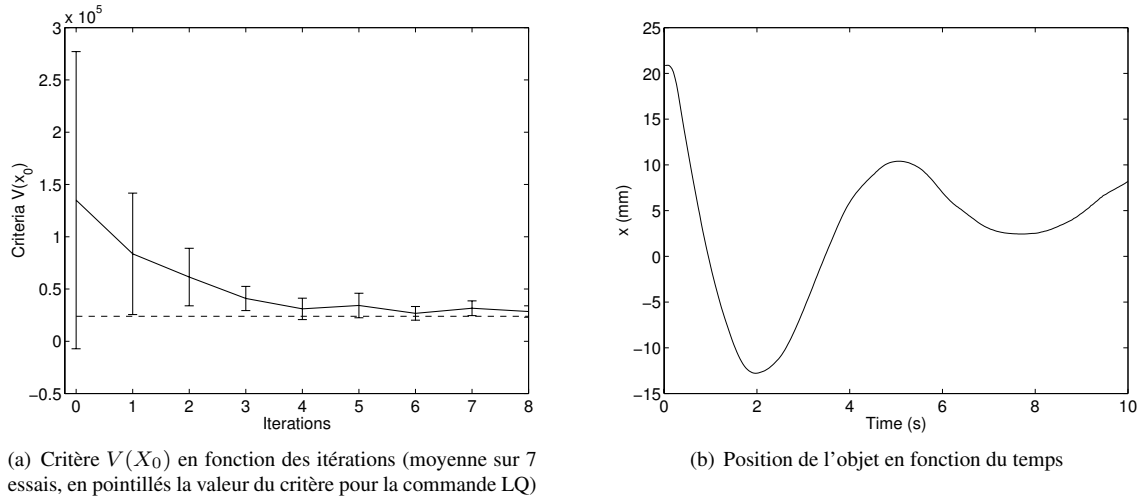 x 10^5
3
2.5
2
1.5
1
0.5
0
−0.5
Criteria V(x_0)
0 1 2 3 4 5 6 7 8
Iterations
(a) Critère V(X_0) en fonction des itérations (moyenne sur 7
essais, en pointillés la valeur du critère pour la commande LQ)
25
20
15
10
5
0
−5
−10
−15
x (mm)
0 2 4 6 8 10
Time (s)
(b) Position de l'objet en fonction du temps